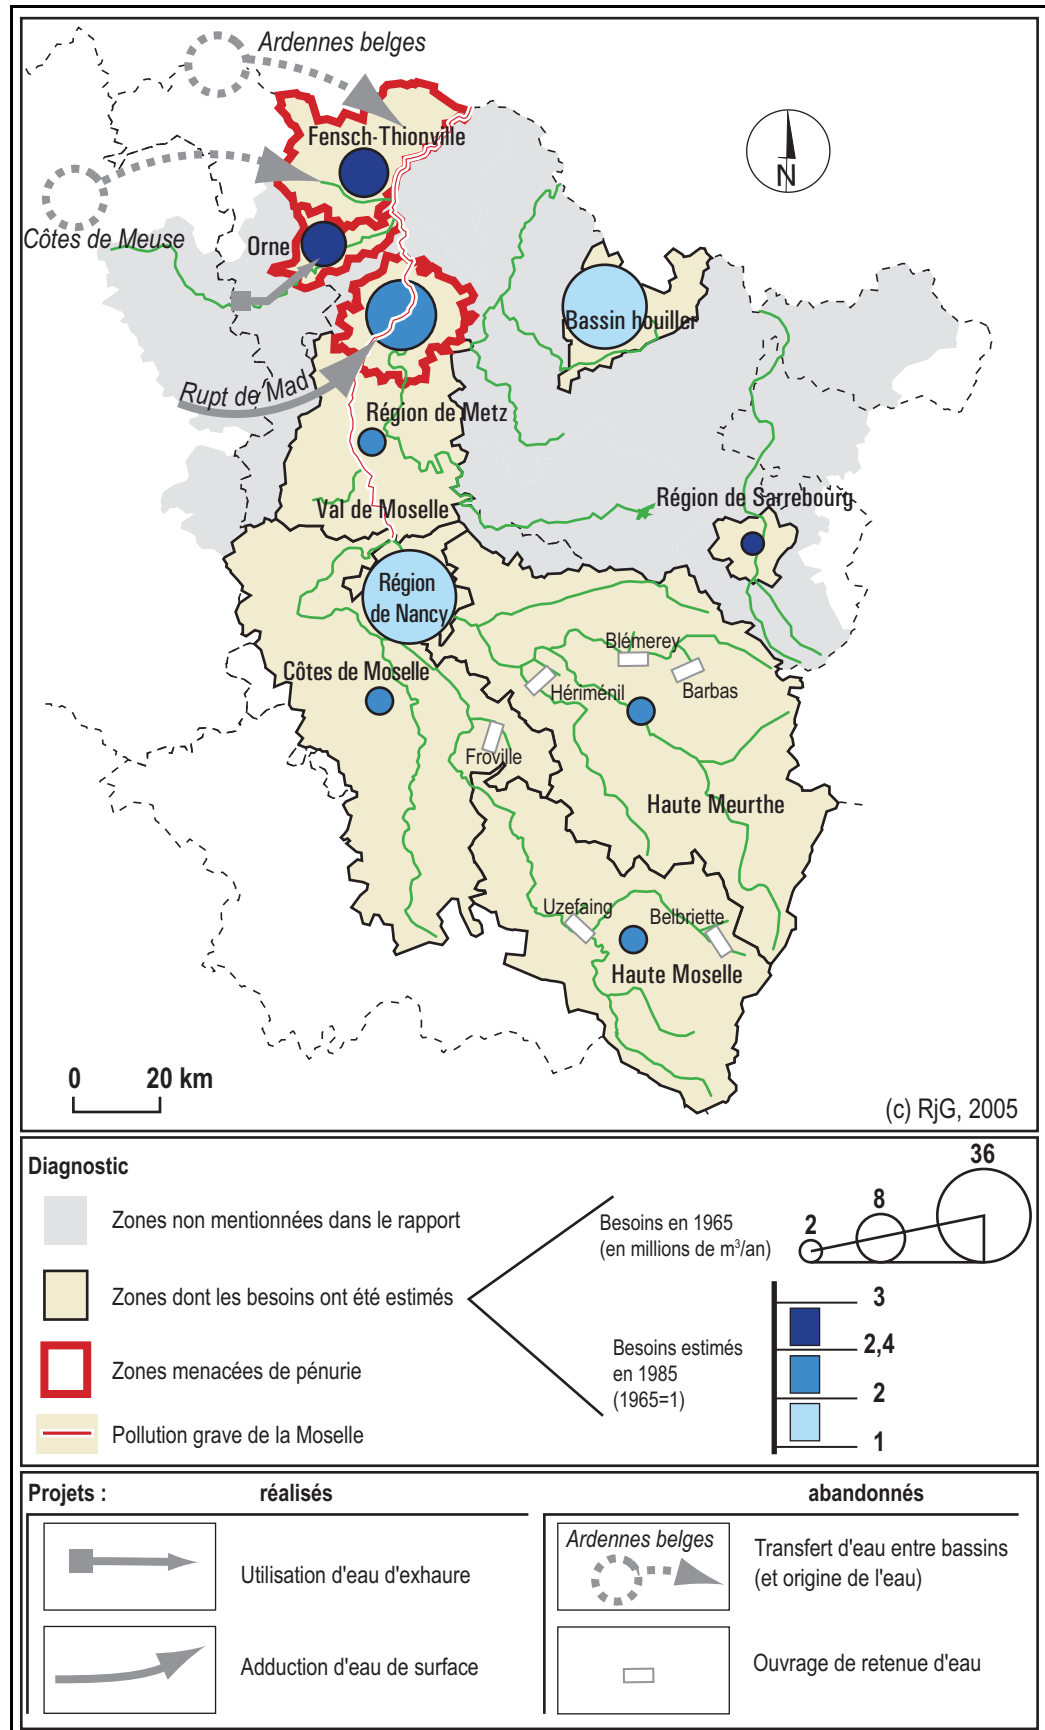 Ardennes belges
Fensch-Thionville
N
Côtes de Meuse
Orne
Bassin houiller
Rupt de Mad
Région de Metz
Région de Sarrebourg
Val de Moselle
Région
de Nancy
Blémerey
Côtes de Moselle
Hériménil
Barbas
Froville
Haute Meurthe
Uzefaing
Belbriette
Haute Moselle
0 20 km
(c) RjG, 2005
Diagnostic
Zones non mentionnées dans le rapport
Zones dont les besoins ont été estimés
Zones menacées de pénurie
Pollution grave de la Moselle
Besoins en 1965
(en millions de m³/an)
2
8
36
Besoins estimés
en 1985
(1965=1)
3
2,4
2
1
Projets :
réalisés
abandonnés
Utilisation d'eau d'exhaure
Adduction d'eau de surface
Ardennes belges
Transfert d'eau entre bassins
(et origine de l'eau)
Ouvrage de retenue d'eau